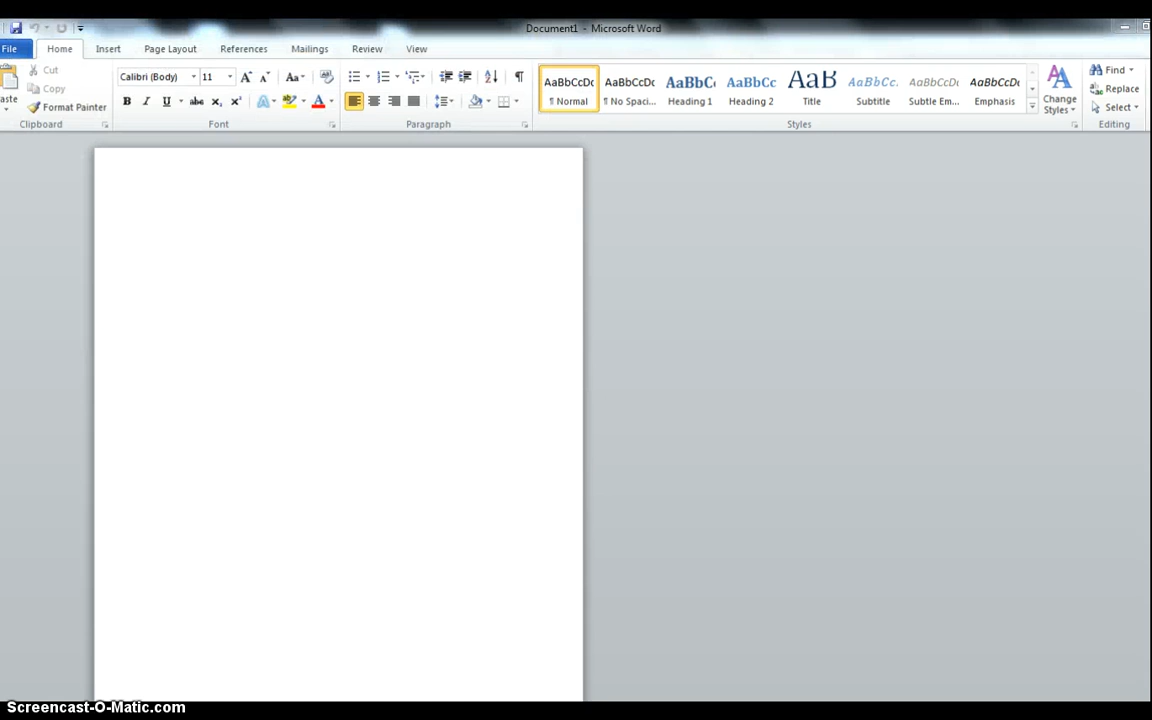 Document1 - Microsoft Word
File Home Insert Page Layout References Mailings Review View
Cut
Copy
Format Painter
Clipboard
Calibri (Body) 11
Font
Paragraph
AaBbCcDc AaBbCcDc AaBbC AaBbCc AaB AaBbCc. AaBbCcDc AaBbCcDc
¶ Normal ¶ No Spaci... Heading 1 Heading 2 Title Subtitle Subtle Em... Emphasis
Change
Styles
Styles
Find
Replace
Select
Editing
Screencast-O-Matic.com